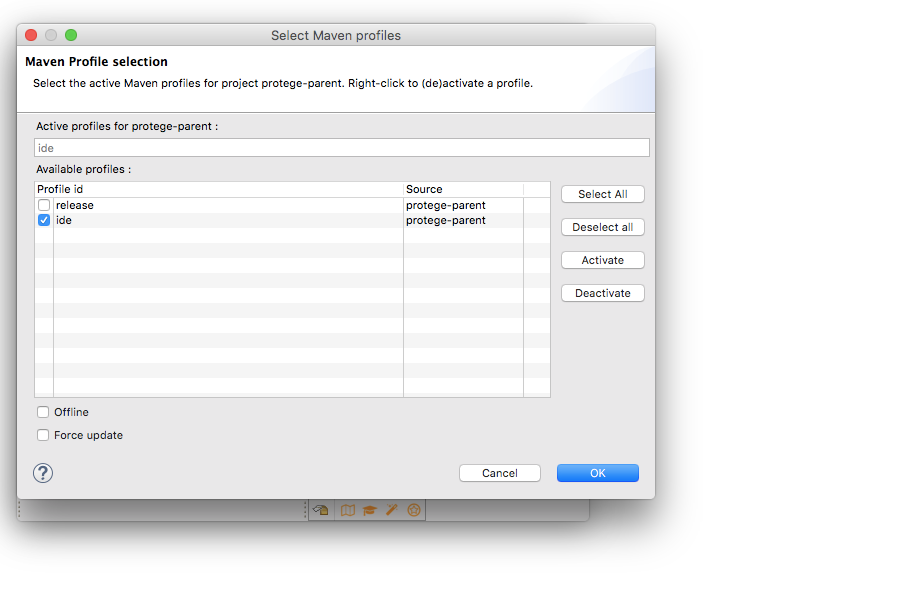 Select Maven profiles
Maven Profile selection
Select the active Maven profiles for project protege-parent. Right-click to (de)activate a profile.
Active profiles for protege-parent :
ide
Available profiles :
Profile id Source
release protege-parent
ide protege-parent
Select All
Deselect all
Activate
Deactivate
Offline
Force update
? Cancel OK